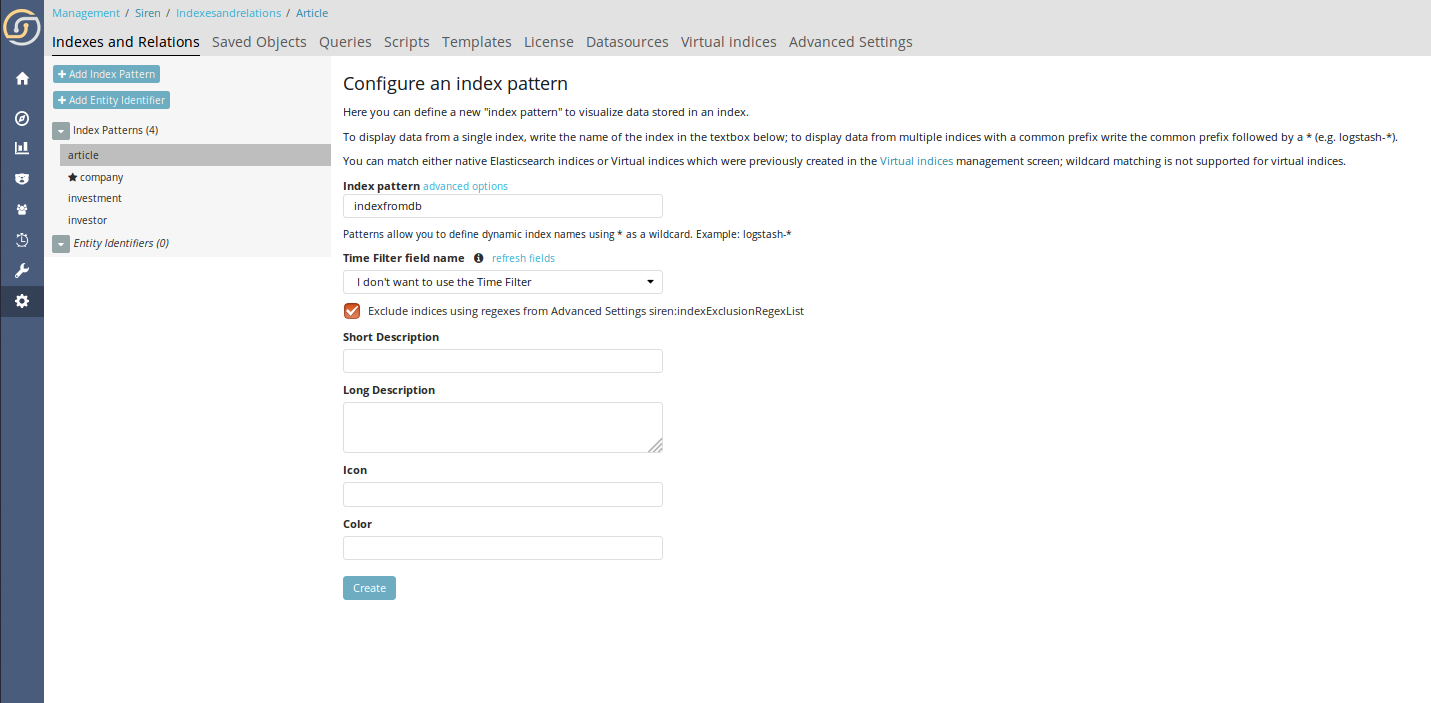 Management / Siren / Indexesandrelations / Article
Indexes and Relations Saved Objects Queries Scripts Templates License Datasources Virtual indices Advanced Settings
Add Index Pattern
Add Entity Identifier
Index Patterns (4)
article
company
investment
investor
Entity Identifiers (0)
Configure an index pattern
Here you can define a new "index pattern" to visualize data stored in an index.
To display data from a single index, write the name of the index in the textbox below; to display data from multiple indices with a common prefix write the common prefix followed by a * (e.g. logstash-*).
You can match either native Elasticsearch indices or Virtual indices which were previously created in the Virtual indices management screen; wildcard matching is not supported for virtual indices.
Index pattern advanced options
indexfromdb
Patterns allow you to define dynamic index names using * as a wildcard. Example: logstash-*
Time Filter field name refresh fields
I don't want to use the Time Filter
Exclude indices using regexes from Advanced Settings siren:indexExclusionRegexList
Short Description
Long Description
Icon
Color
Create